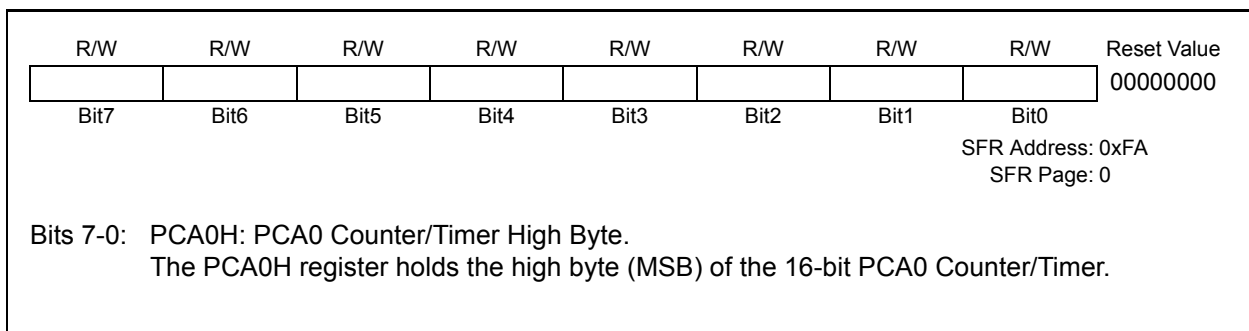 R/W R/W R/W R/W R/W R/W R/W R/W Reset Value
00000000
Bit7 Bit6 Bit5 Bit4 Bit3 Bit2 Bit1 Bit0
SFR Address: 0xFA
SFR Page: 0
Bits 7-0: PCA0H: PCA0 Counter/Timer High Byte.
The PCA0H register holds the high byte (MSB) of the 16-bit PCA0 Counter/Timer.